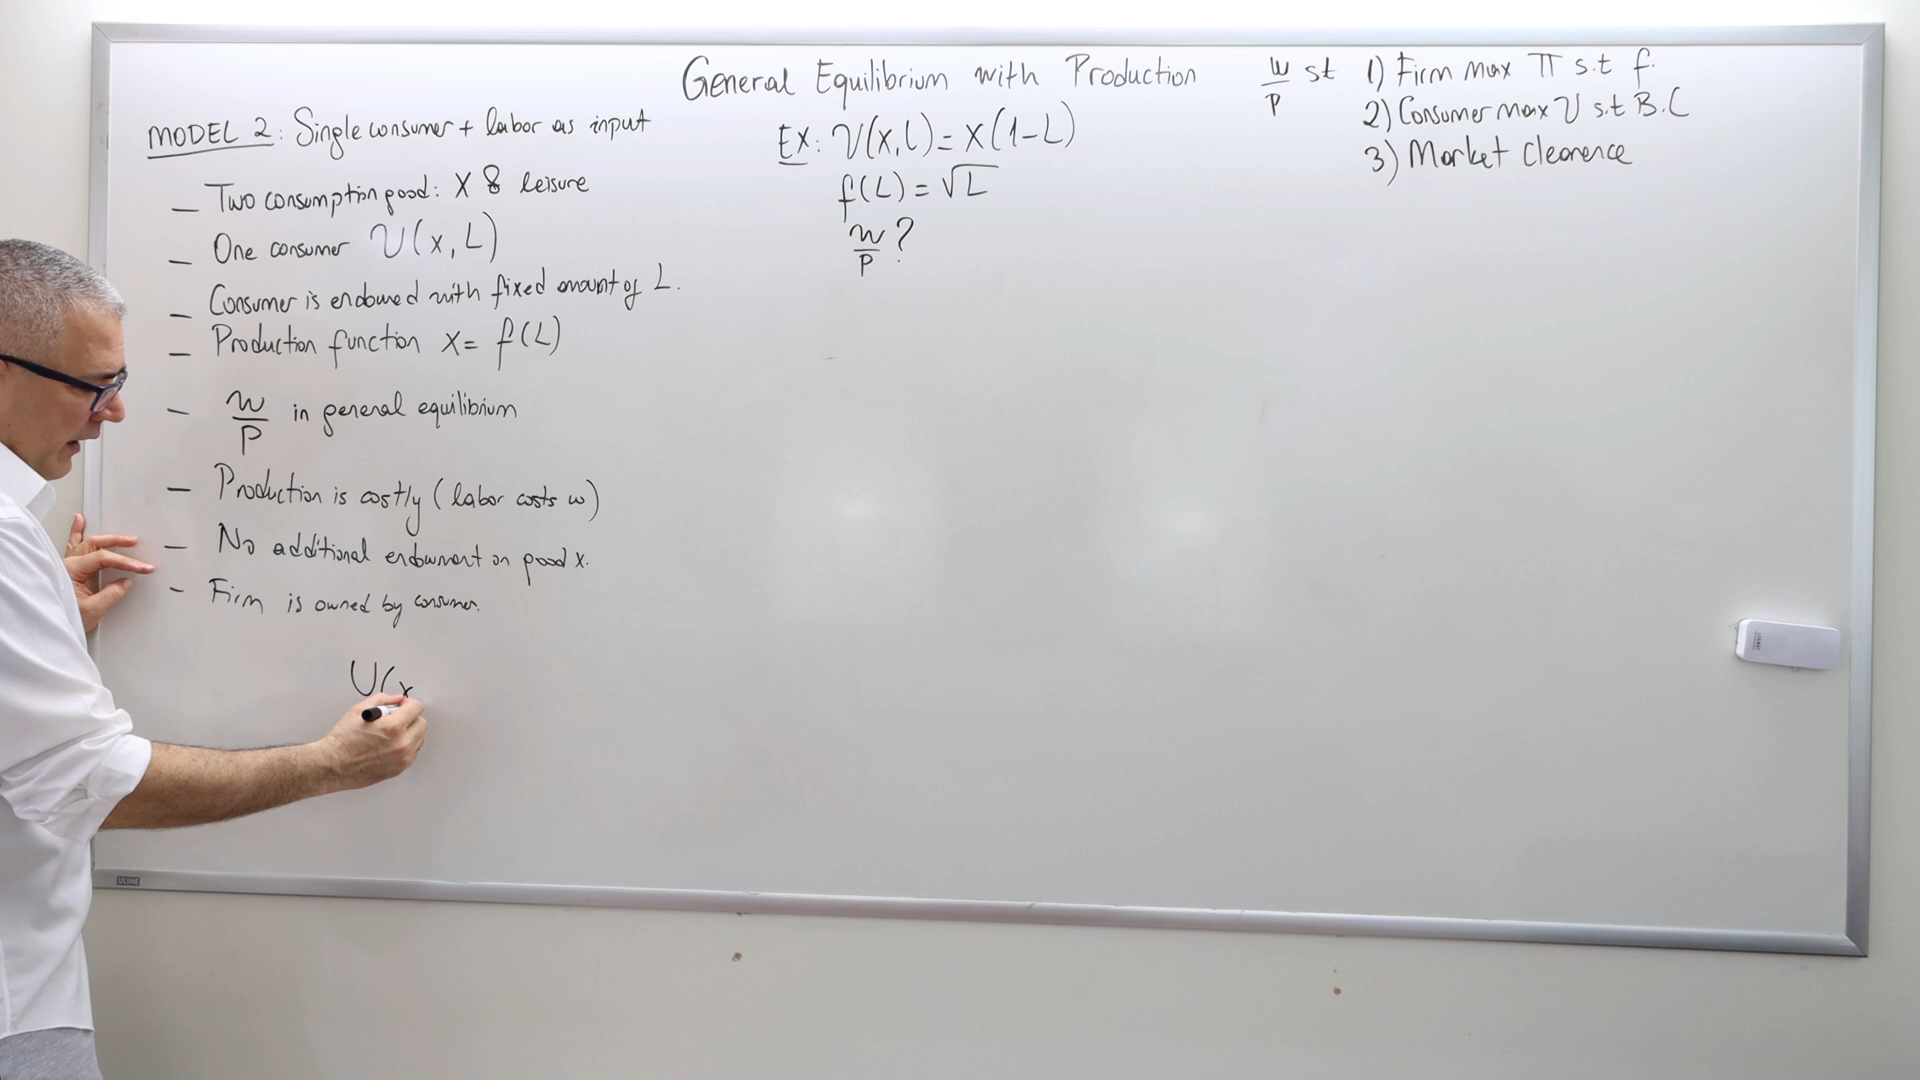 General Equilibrium with Production
MODEL 2: Single consumer + labor as input
– Two consumption good: X & leisure
– One consumer U(x, L)
– Consumer is endowed with fixed amount of L.
– Production function X = f(L)
– w/P in general equilibrium
– Production is costly (labor costs w)
– No additional endowment on good x.
– Firm is owned by consumer.
U(x
Ex: U(x, L) = x(1-L)
f(L) = √L
w/P ?
w/P st 1) Firm max π s.t f.
2) Consumer max U s.t B.C
3) Market Clearence
ULINE